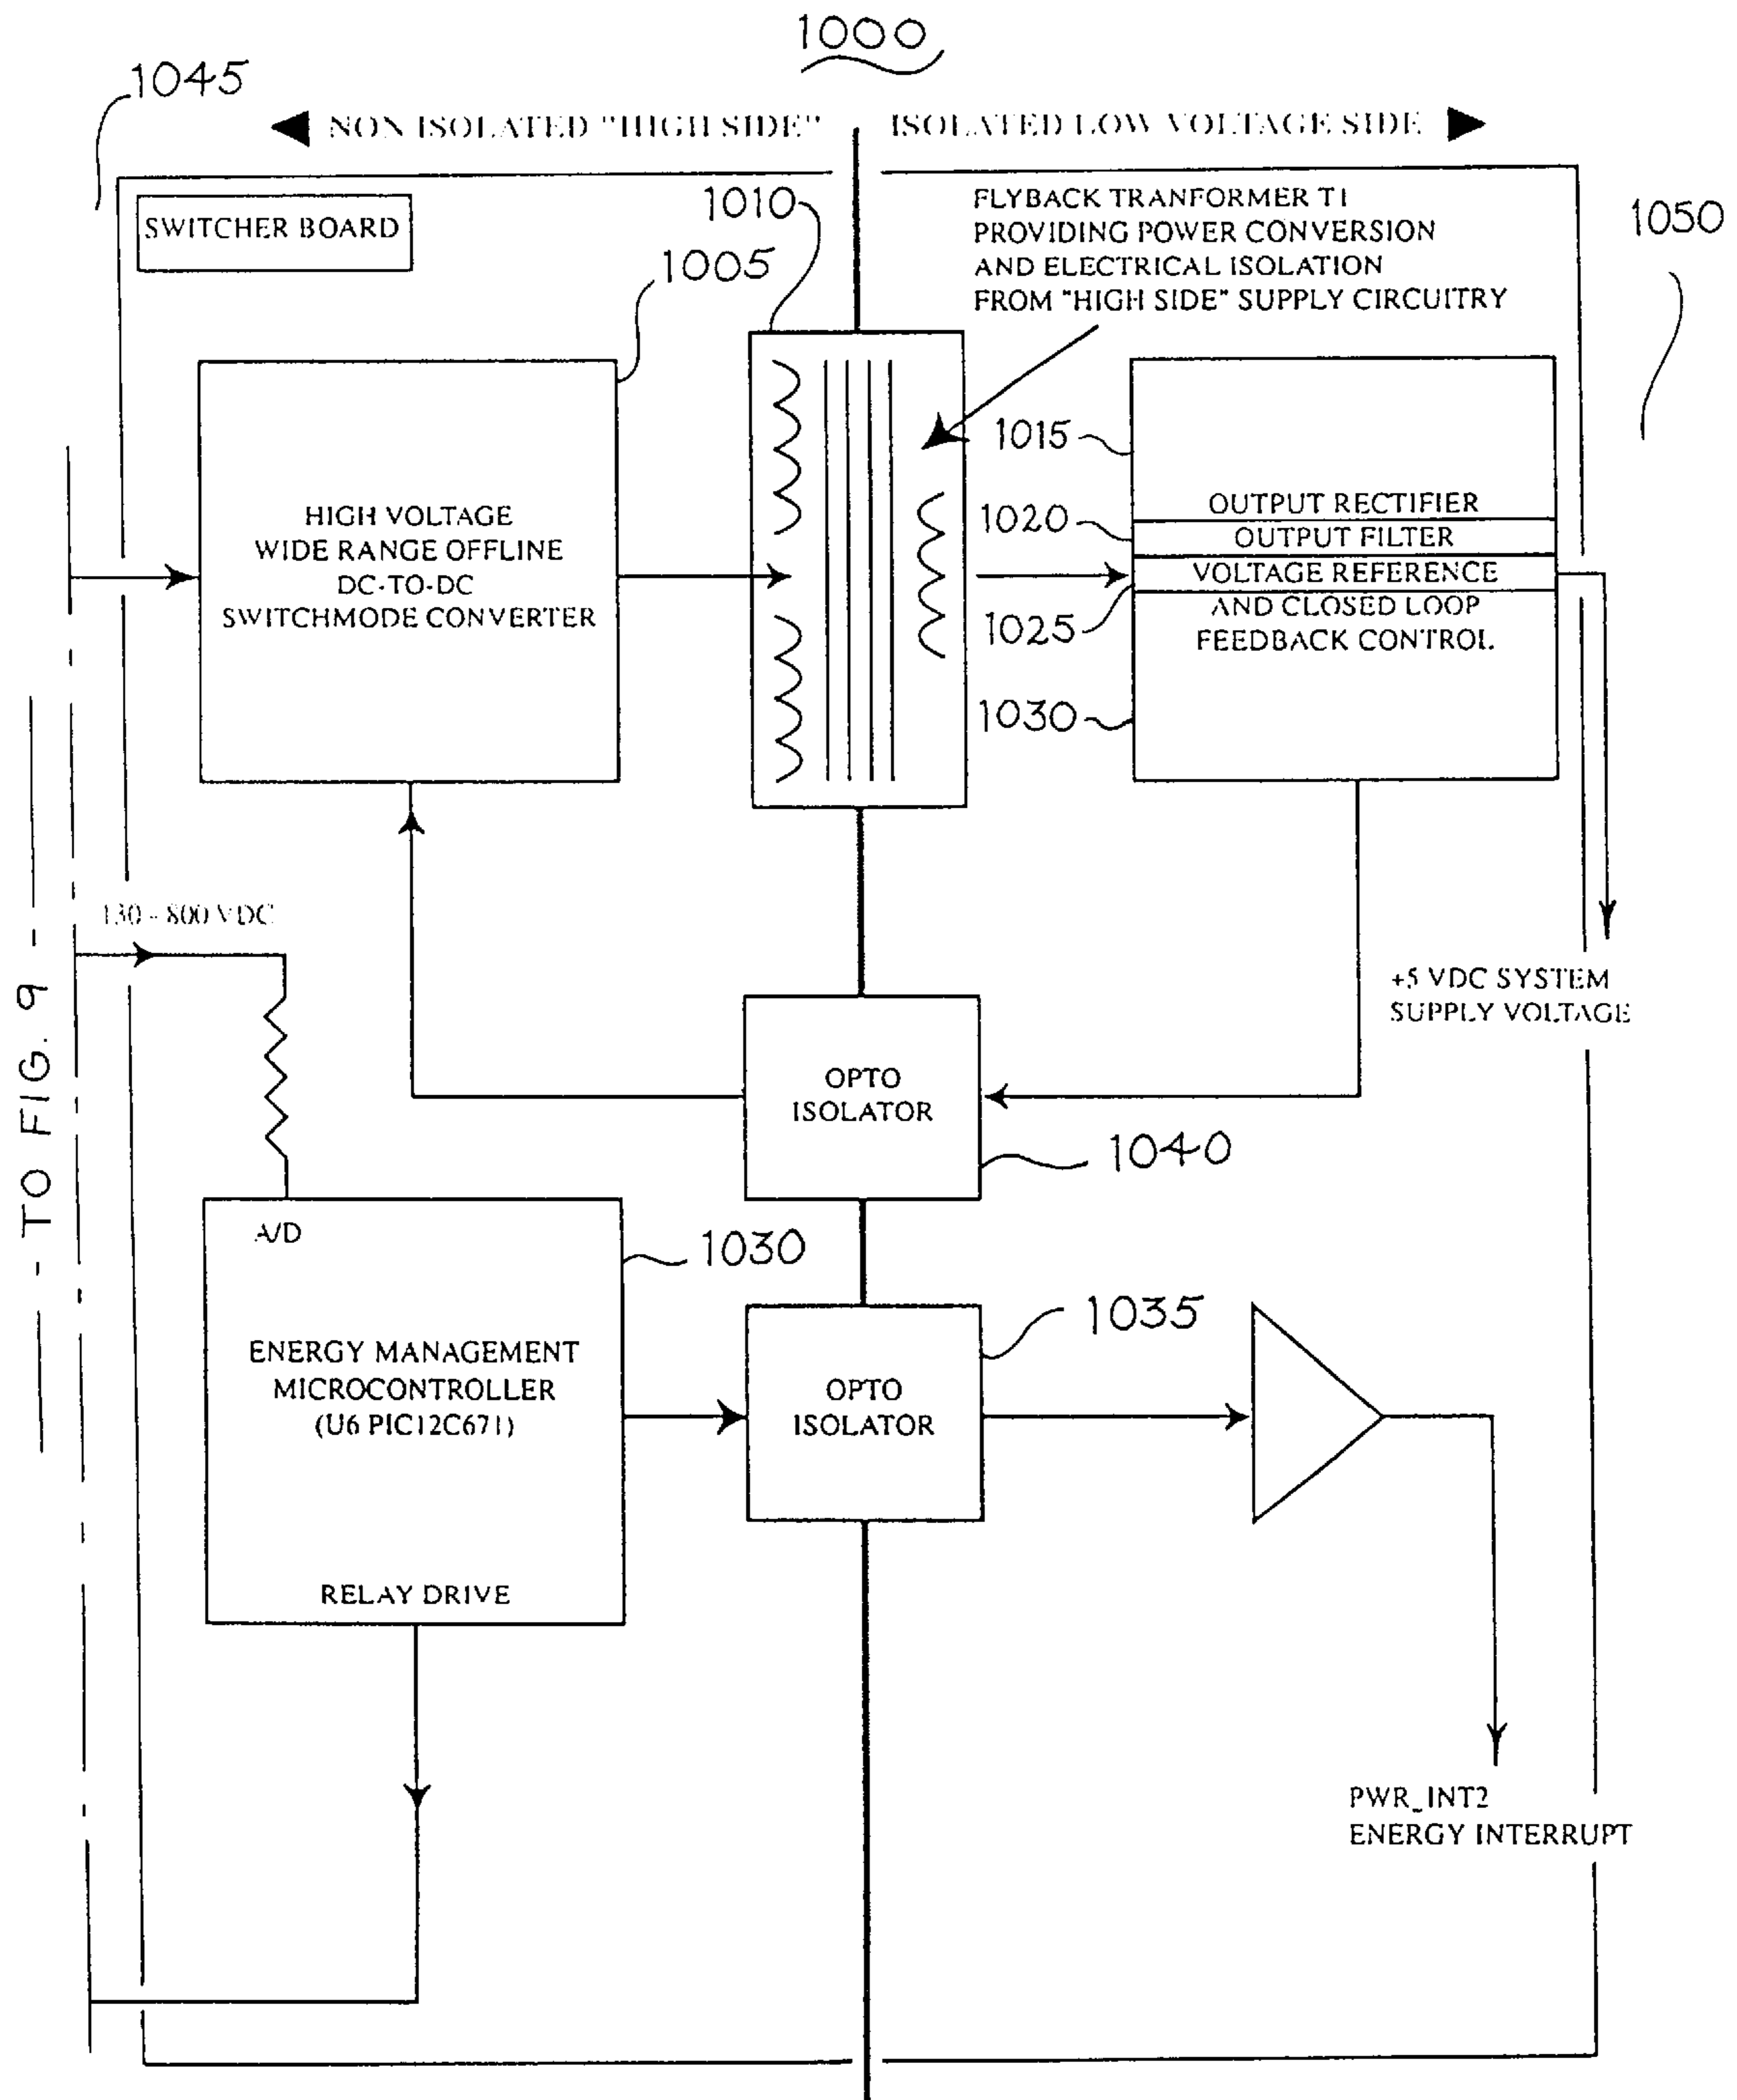 1000
1045
NON ISOLATED "HIGH SIDE"
ISOLATED LOW VOLTAGE SIDE
SWITCHER BOARD
1010
FLYBACK TRANFORMER T1
PROVIDING POWER CONVERSION
AND ELECTRICAL ISOLATION
FROM "HIGH SIDE" SUPPLY CIRCUITRY
1050
1005
HIGH VOLTAGE
WIDE RANGE OFFLINE
DC-TO-DC
SWITCHMODE CONVERTER
1015
1020
1025
1030
OUTPUT RECTIFIER
OUTPUT FILTER
VOLTAGE REFERENCE
AND CLOSED LOOP
FEEDBACK CONTROL
130 - 800 VDC
- TO FIG. 9 -
+5 VDC SYSTEM
SUPPLY VOLTAGE
OPTO
ISOLATOR
1040
A/D
1030
ENERGY MANAGEMENT
MICROCONTROLLER
(U6 PIC12C671)
RELAY DRIVE
1035
OPTO
ISOLATOR
PWR_INT2
ENERGY INTERRUPT